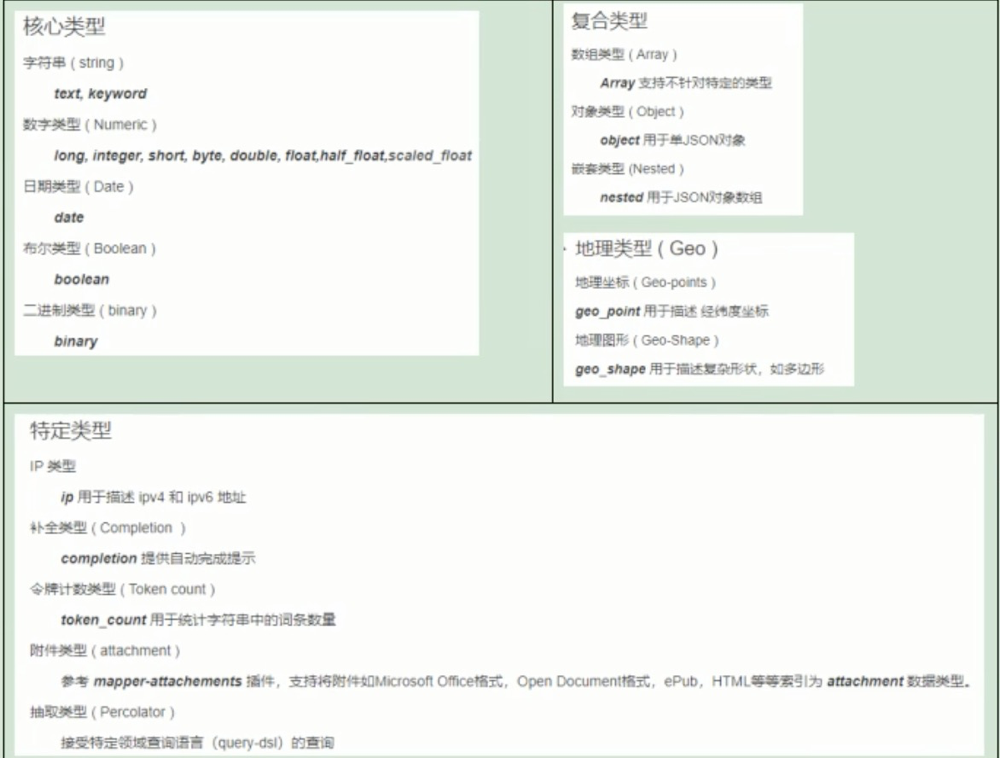 核心类型
字符串 ( string )
text, keyword
数字类型 ( Numeric )
long, integer, short, byte, double, float,half_float,scaled_float
日期类型 ( Date )
date
布尔类型 ( Boolean )
boolean
二进制类型 ( binary )
binary
复合类型
数组类型 ( Array )
Array 支持不针对特定的类型
对象类型 ( Object )
object 用于单JSON对象
嵌套类型 (Nested )
nested 用于JSON对象数组
地理类型 ( Geo )
地理坐标 ( Geo-points )
geo_point 用于描述 经纬度坐标
地理图形 ( Geo-Shape )
geo_shape 用于描述复杂形状，如多边形
特定类型
IP 类型
ip 用于描述 ipv4 和 ipv6 地址
补全类型 ( Completion )
completion 提供自动完成提示
令牌计数类型 ( Token count )
token_count 用于统计字符串中的词条数量
附件类型 ( attachment )
参考 mapper-attachements 插件，支持将附件如Microsoft Office格式，Open Document格式，ePub，HTML等等索引为 attachment 数据类型。
抽取类型 ( Percolator )
接受特定领域查询语言（query-dsl）的查询